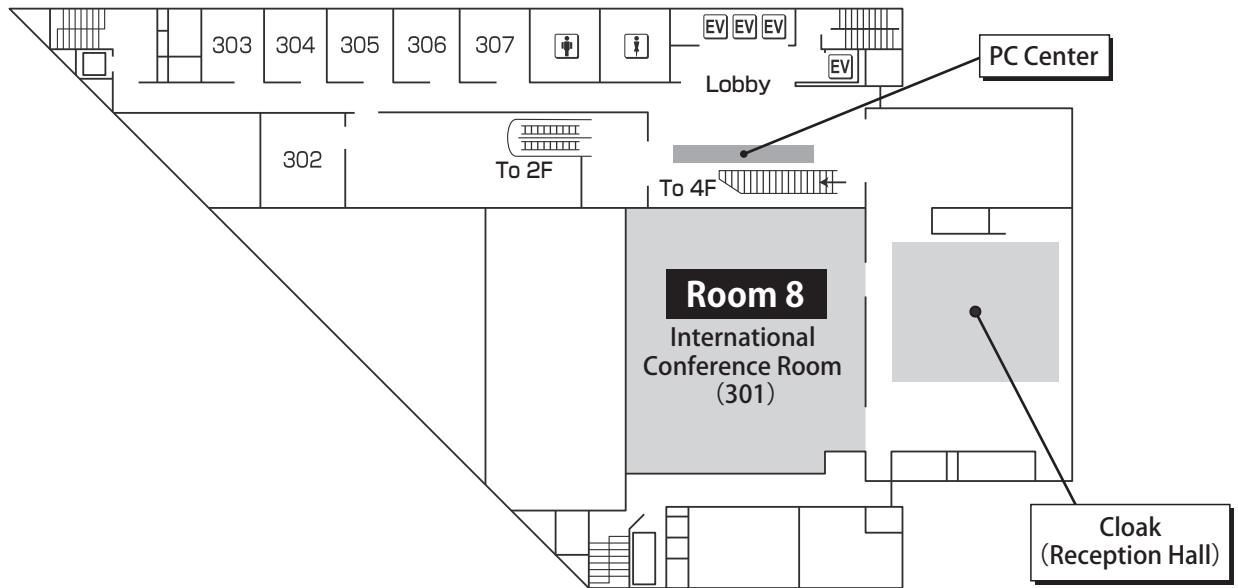 303
304
305
306
307
EV
EV
EV
EV
Lobby
PC Center
302
To 2F
To 4F
Room 8
International
Conference Room
（301）
Cloak
（Reception Hall）